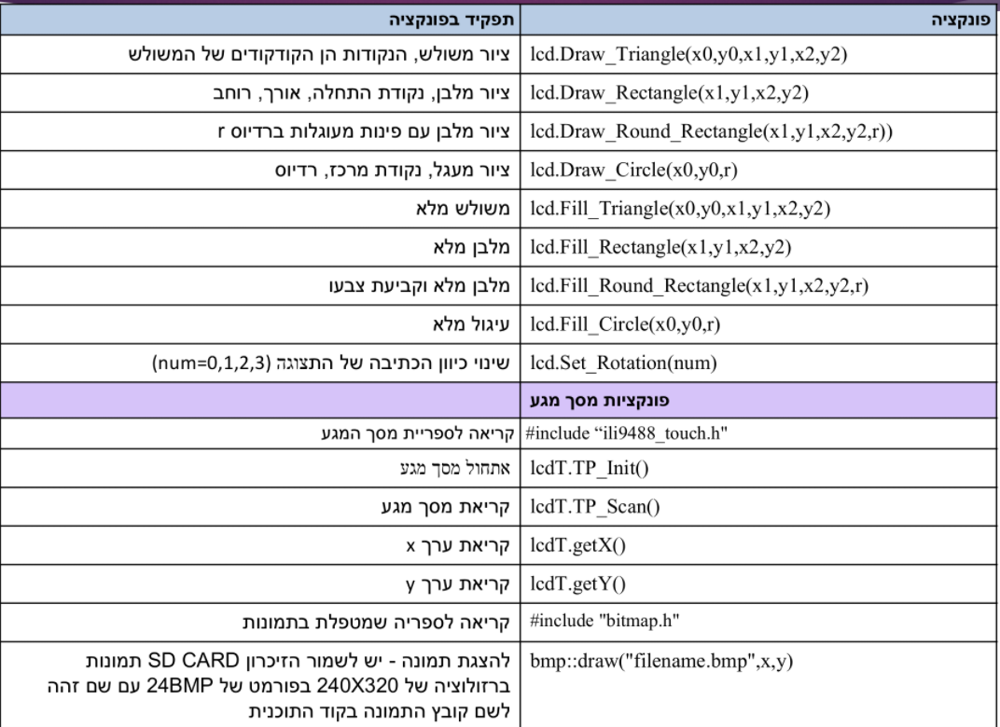 פונקציה תפקיד בפונקציה
lcd.Draw_Triangle(x0,y0,x1,y1,x2,y2) ציור משולש, הנקודות הן הקודקודים של המשולש
lcd.Draw_Rectangle(x1,y1,x2,y2) ציור מלבן, נקודת התחלה, אורך, רוחב
lcd.Draw_Round_Rectangle(x1,y1,x2,y2,r)) ציור מלבן עם פינות מעוגלות ברדיוס r
lcd.Draw_Circle(x0,y0,r) ציור מעגל, נקודת מרכז, רדיוס
lcd.Fill_Triangle(x0,y0,x1,y1,x2,y2) משולש מלא
lcd.Fill_Rectangle(x1,y1,x2,y2) מלבן מלא
lcd.Fill_Round_Rectangle(x1,y1,x2,y2,r) מלבן מלא וקביעת צבעו
lcd.Fill_Circle(x0,y0,r) עיגול מלא
lcd.Set_Rotation(num) שינוי כיוון הכתיבה של התצוגה (num=0,1,2,3)
פונקציות מסך מגע
#include “ili9488_touch.h" קריאה לספריית מסך המגע
lcdT.TP_Init() אתחול מסך מגע
lcdT.TP_Scan() קריאת מסך מגע
lcdT.getX() קריאת ערך x
lcdT.getY() קריאת ערך y
#include "bitmap.h" קריאה לספריה שמטפלת בתמונות
bmp::draw("filename.bmp",x,y) להצגת תמונה - יש לשמור הזיכרון SD CARD תמונות
ברזולוציה של 240X320 בפורמט של 24BMP עם שם זהה
לשם קובץ התמונה בקוד התוכנית